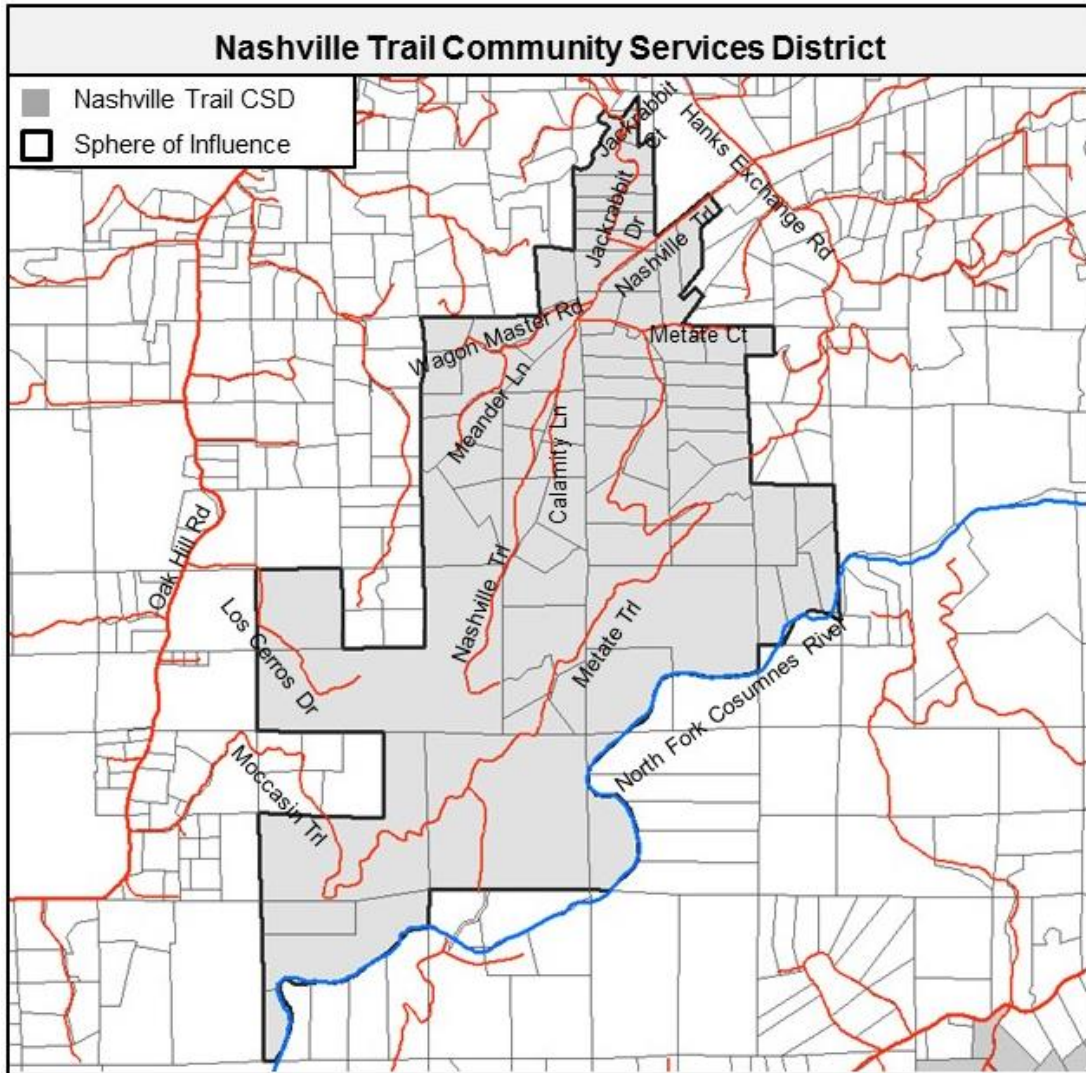 Nashville Trail Community Services District
Nashville Trail CSD
Sphere of Influence
Jackrabbit
Ct
Hanks Exchange Rd
Jackrabbit
Dr
Nashville Trl
Wagon Master Rd
Metate Ct
Meander Ln
Calamity Ln
Oak Hill Rd
Nashville Trl
Los Cerros Dr
Metate Trl
North Fork Cosumnes River
Moccasin Trl